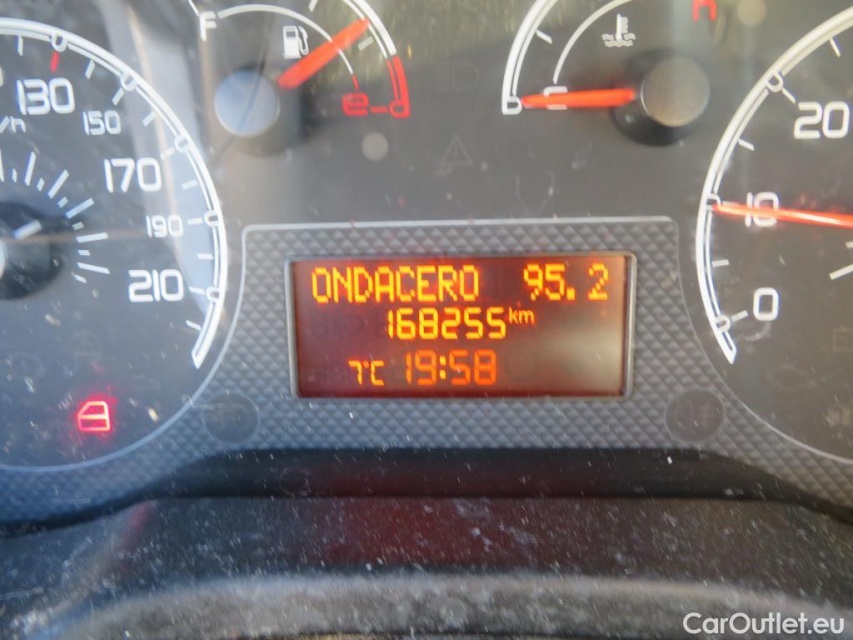 F
e
C
H
130
150
170
190
210
20
10
0
ONDACERO 95.2
168255km
7°C 19:58
CarOutlet.eu